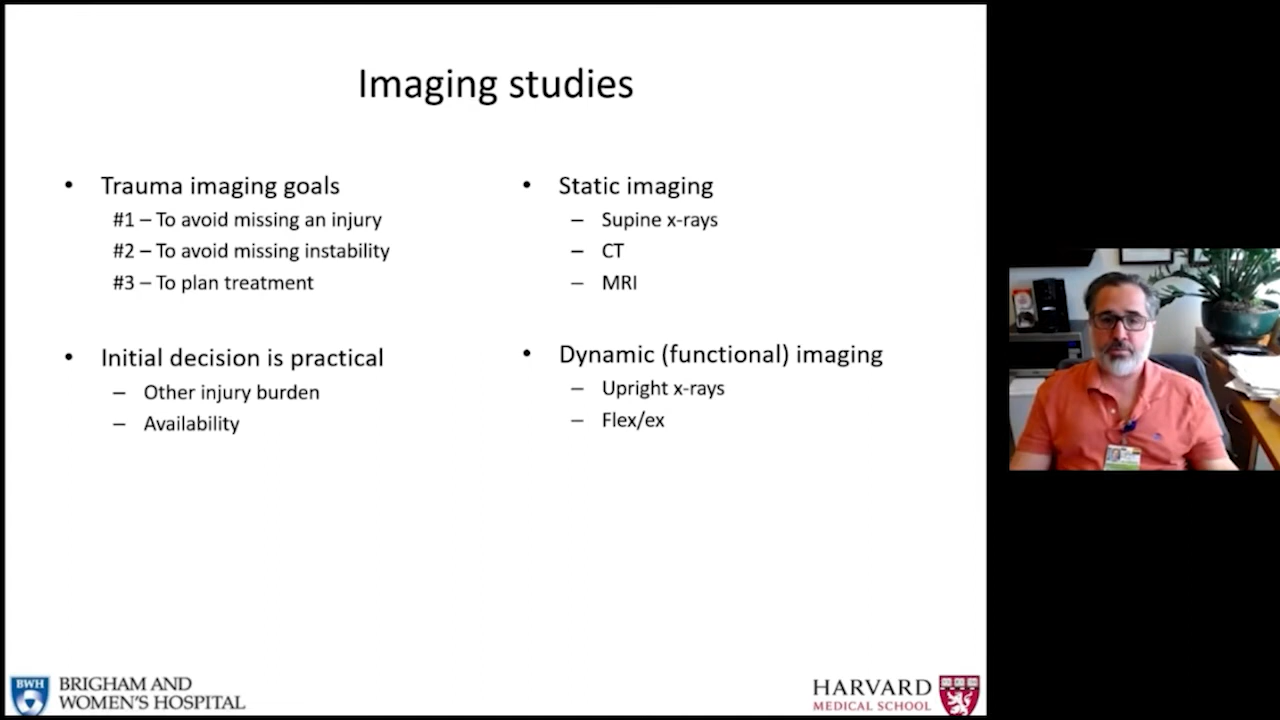 Imaging studies
• Trauma imaging goals
#1 – To avoid missing an injury
#2 – To avoid missing instability
#3 – To plan treatment
• Initial decision is practical
– Other injury burden
– Availability
• Static imaging
– Supine x-rays
– CT
– MRI
• Dynamic (functional) imaging
– Upright x-rays
– Flex/ex
BWH
BRIGHAM AND
WOMEN'S HOSPITAL
HARVARD
MEDICAL SCHOOL